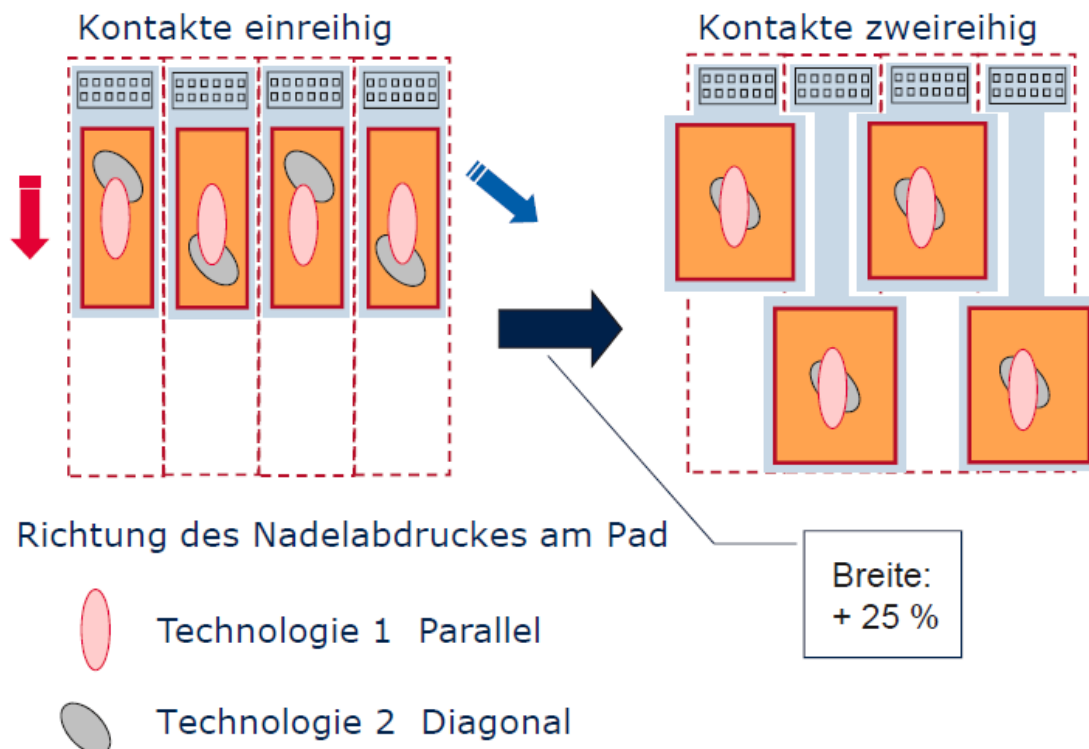 Kontakte einreihig
Kontakte zweireihig
Richtung des Nadelabdruckes am Pad
Breite:
+ 25 %
Technologie 1 Parallel
Technologie 2 Diagonal